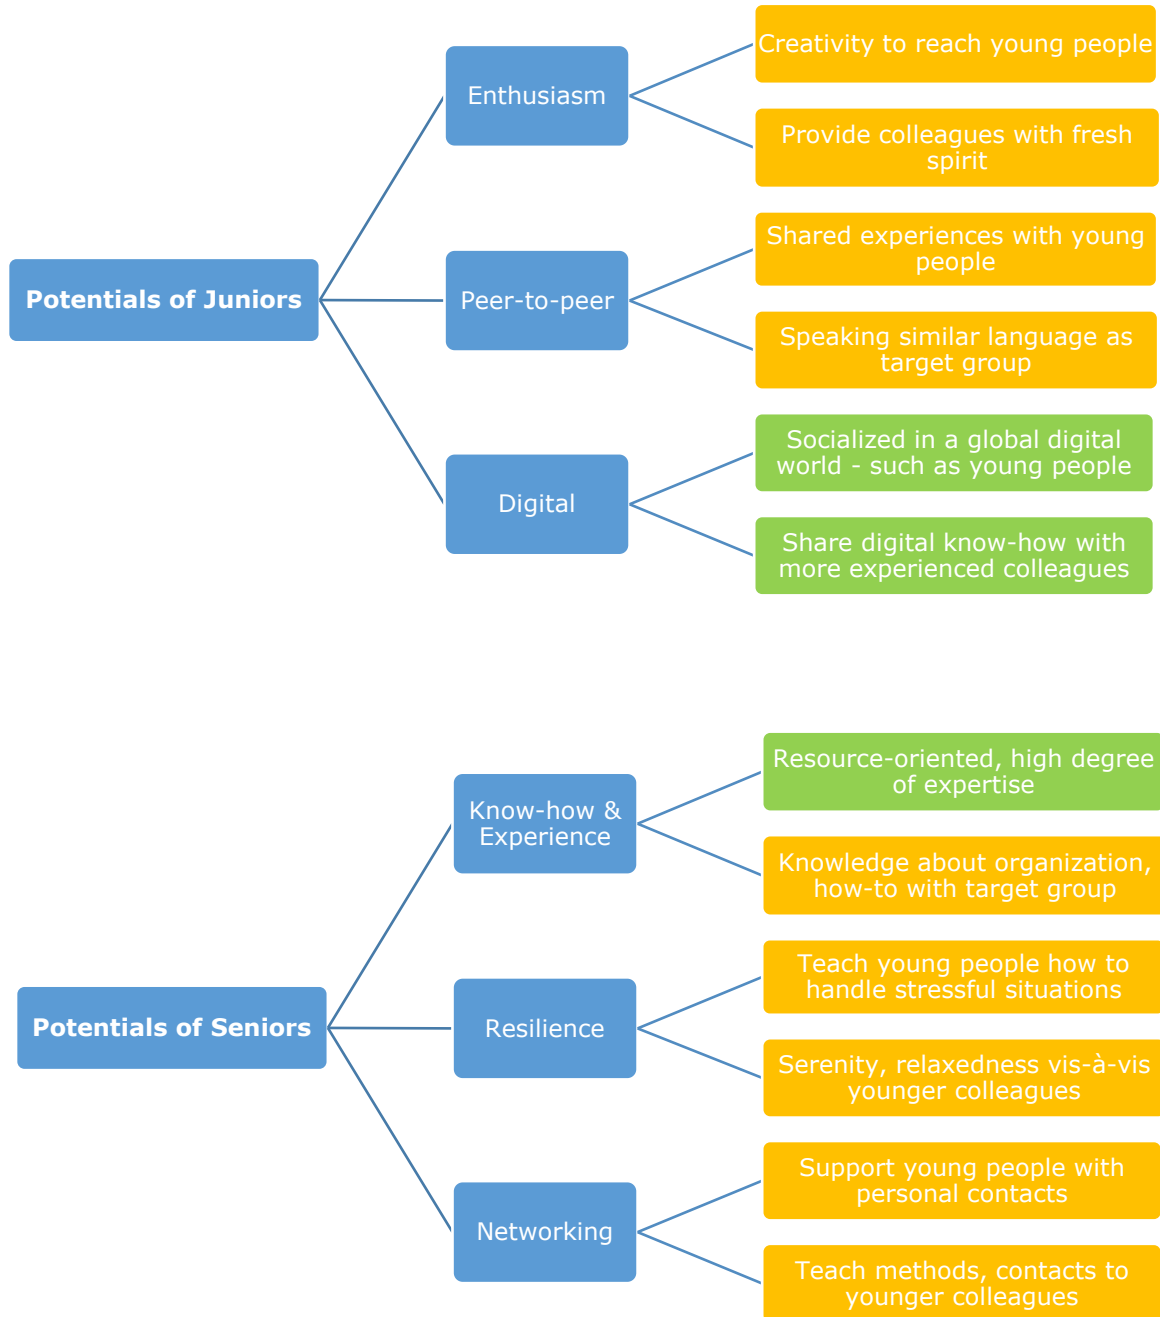 Potentials of Juniors
Enthusiasm
Creativity to reach young people
Provide colleagues with fresh
spirit
Peer-to-peer
Shared experiences with young
people
Speaking similar language as
target group
Digital
Socialized in a global digital
world - such as young people
Share digital know-how with
more experienced colleagues
Potentials of Seniors
Know-how &
Experience
Resource-oriented, high degree
of expertise
Knowledge about organization,
how-to with target group
Resilience
Teach young people how to
handle stressful situations
Serenity, relaxedness vis-à-vis
younger colleagues
Networking
Support young people with
personal contacts
Teach methods, contacts to
younger colleagues